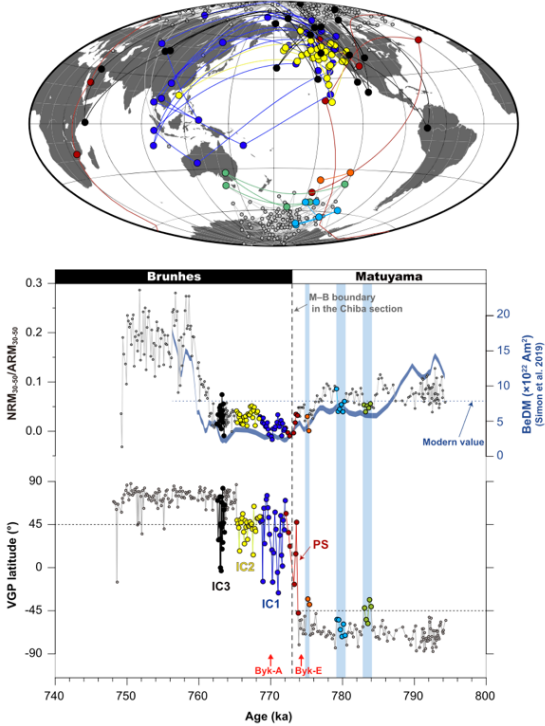 Brunhes
Matuyama
0.3
0.2
0.1
0.0
NRM30-50/ARM30-50
M–B boundary
in the Chiba section
20
15
10
8
5
0
BeDM (×10²² Am²)
(Simon et al. 2019)
Modern value
90
45
0
-45
-90
VGP latitude (°)
IC3
IC2
IC1
PS
Byk-A
Byk-E
740
750
760
770
780
790
800
Age (ka)